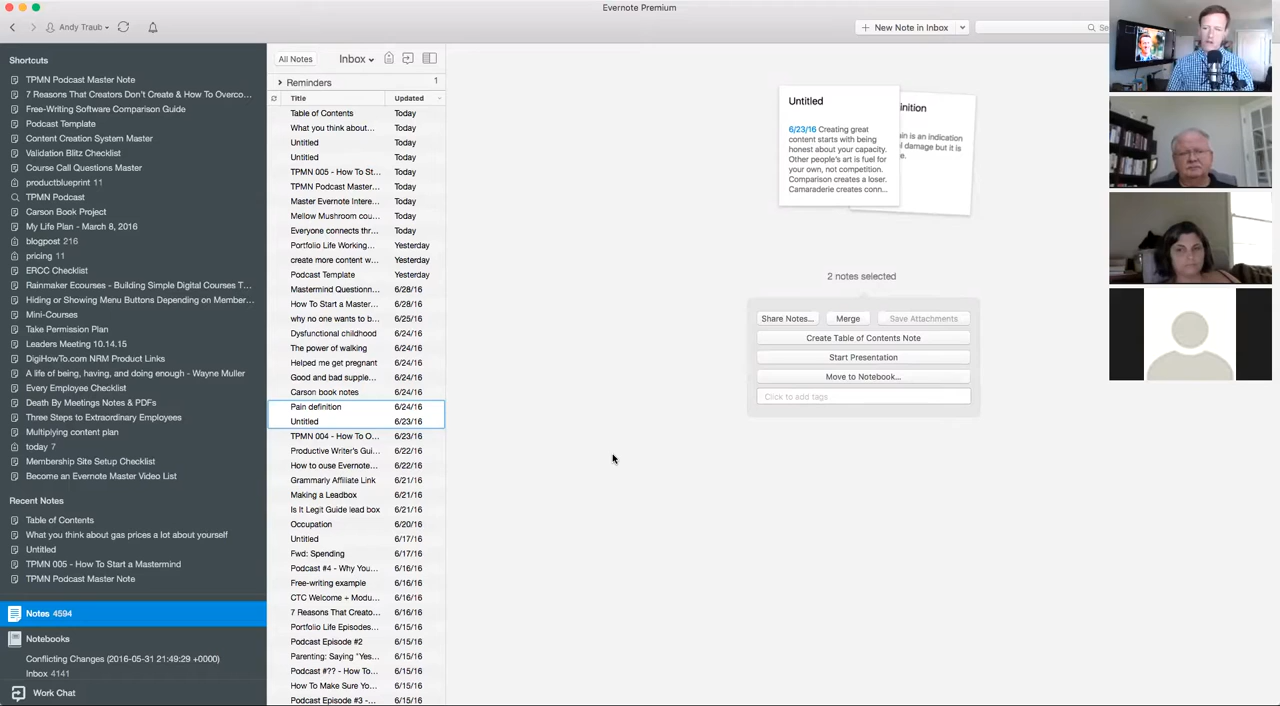 Evernote Premium
Andy Traub
New Note in Inbox
Shortcuts
TPMN Podcast Master Note
7 Reasons That Creators Don't Create & How To Overco...
Free-Writing Software Comparison Guide
Podcast Template
Content Creation System Master
Validation Blitz Checklist
Course Call Questions Master
productblueprint 11
TPMN Podcast
Carson Book Project
My Life Plan - March 8, 2016
blogpost 216
pricing 11
ERCC Checklist
Rainmaker Ecourses - Building Simple Digital Courses T...
Hiding or Showing Menu Buttons Depending on Member...
Mini-Courses
Take Permission Plan
Leaders Meeting 10.14.15
DigiHowTo.com NRM Product Links
A life of being, having, and doing enough - Wayne Muller
Every Employee Checklist
Death By Meetings Notes & PDFs
Three Steps to Extraordinary Employees
Multiplying content plan
today 7
Membership Site Setup Checklist
Become an Evernote Master Video List
Recent Notes
Table of Contents
What you think about gas prices a lot about yourself
Untitled
TPMN 005 - How To Start a Mastermind
TPMN Podcast Master Note
Notes 4594
Notebooks
Conflicting Changes (2016-05-31 21:49:29 +0000)
Inbox 4141
Work Chat
All Notes
Inbox
Reminders 1
Title Updated
Table of Contents Today
What you think about... Today
Untitled Today
Untitled Today
TPMN 005 - How To St... Today
TPMN Podcast Master... Today
Master Evernote Intere... Today
Mellow Mushroom cou... Today
Everyone connects thr... Today
Portfolio Life Working... Yesterday
create more content w... Yesterday
Podcast Template Yesterday
Mastermind Questionn... 6/28/16
How To Start a Master... 6/28/16
why no one wants to b... 6/25/16
Dysfunctional childhood 6/24/16
The power of walking 6/24/16
Helped me get pregnant 6/24/16
Good and bad supple... 6/24/16
Carson book notes 6/24/16
Pain definition 6/24/16
Untitled 6/23/16
TPMN 004 - How To O... 6/23/16
Productive Writer's Gui... 6/22/16
How to ouse Evernote... 6/22/16
Grammarly Affiliate Link 6/21/16
Making a Leadbox 6/21/16
Is It Legit Guide lead box 6/21/16
Occupation 6/20/16
Untitled 6/17/16
Fwd: Spending 6/16/16
Podcast #4 - Why You... 6/16/16
Free-writing example 6/16/16
CTC Welcome + Modu... 6/16/16
7 Reasons That Creato... 6/16/16
Portfolio Life Episodes... 6/15/16
Podcast Episode #2 6/15/16
Parenting: Saying "Yes... 6/15/16
Podcast #?? - How To... 6/15/16
How To Make Sure Yo... 6/15/16
Podcast Episode #3 -... 6/15/16
Untitled
6/23/16 Creating great
content starts with being
honest about your capacity.
Other people's art is fuel for
your own, not competition.
Comparison creates a loser.
Camaraderie creates conn...
inition
ain is an indication
l damage but it is
e.
2 notes selected
Share Notes... Merge Save Attachments
Create Table of Contents Note
Start Presentation
Move to Notebook...
Click to add tags